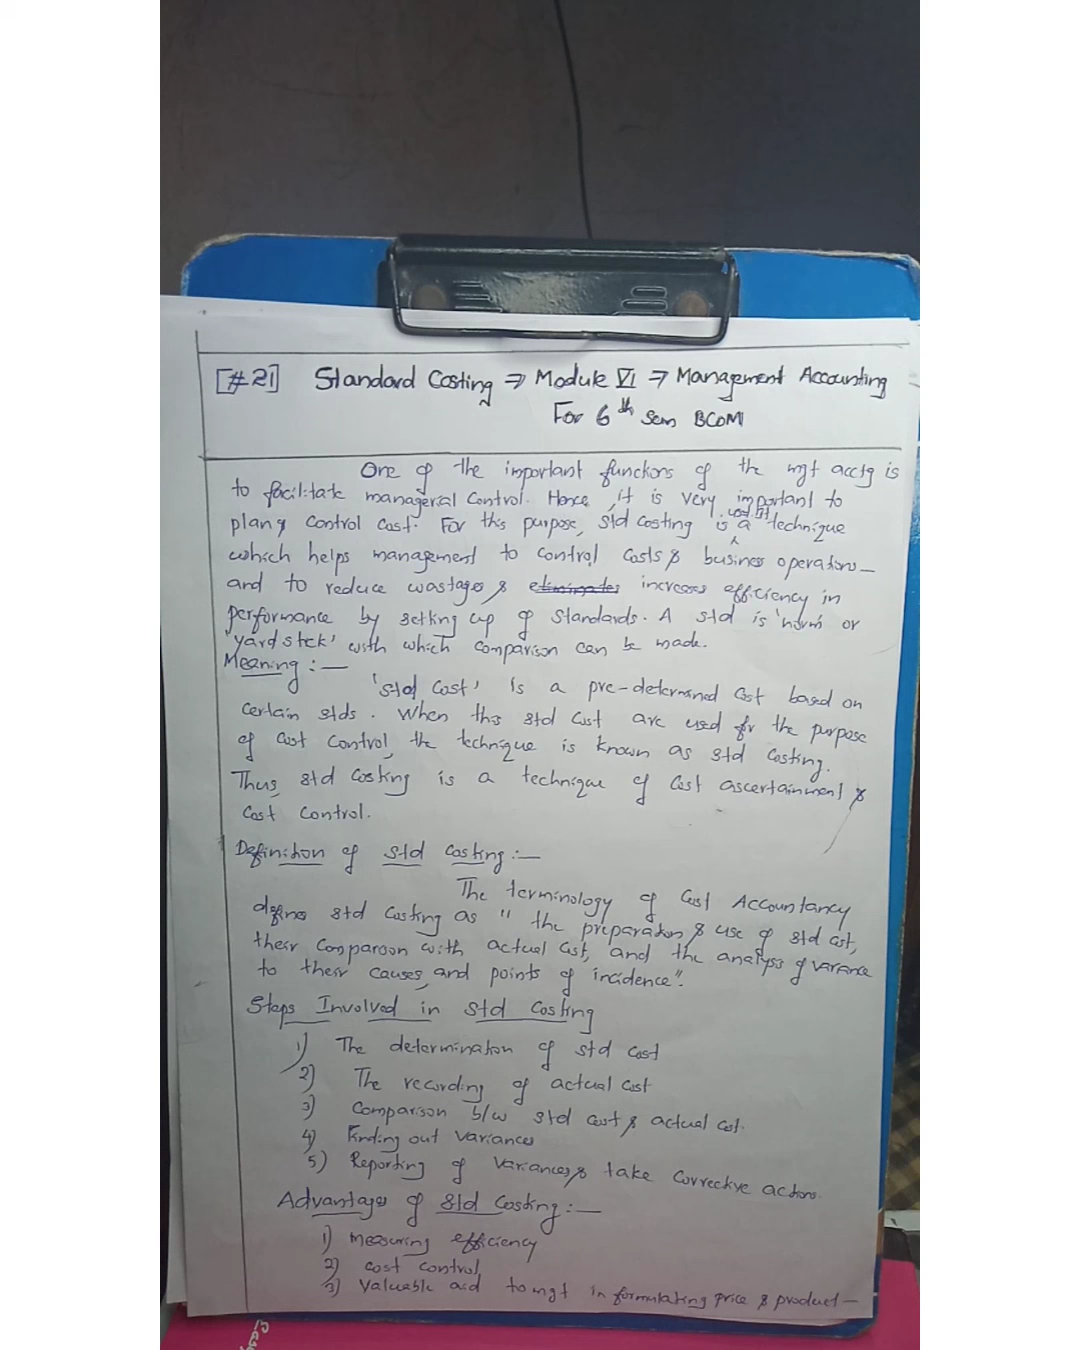 [#21] Standard Costing ⇒ Module VI → Management Accounting
For 6th Sem BCOM
One of the important functions of the mgt acctg is
to facilitate managerial Control. Hence, it is very important to
plan & control cost. For this purpose, std costing is a technique
which helps management to control costs & business operations—
and to reduce wastages & eliminates increases efficiency in
performance by setting up of standards. A std is 'norm' or
'yard stick' with which comparison can be made.
Meaning :—
'std cost' is a pre-determined cost based on
certain stds. When this std cost are used for the purpose
of cost control, the technique is known as std costing.
Thus, std costing is a technique of cost ascertainment &
cost control.
Definition of std costing :—
The terminology of Cost Accountancy
defines std costing as " the preparation & use of std cost,
their comparison with actual cost, and the analysis of variance
to their causes, and points of incidence".
Steps Involved in std costing
1) The determination of std cost
2) The recording of actual cost
3) Comparison b/w std cost & actual cost.
4) Finding out variances
5) Reporting of variances & take corrective actions.
Advantages of std costing :—
1) measuring efficiency
2) cost control
3) valuable aid to mgt in formulating price & product—